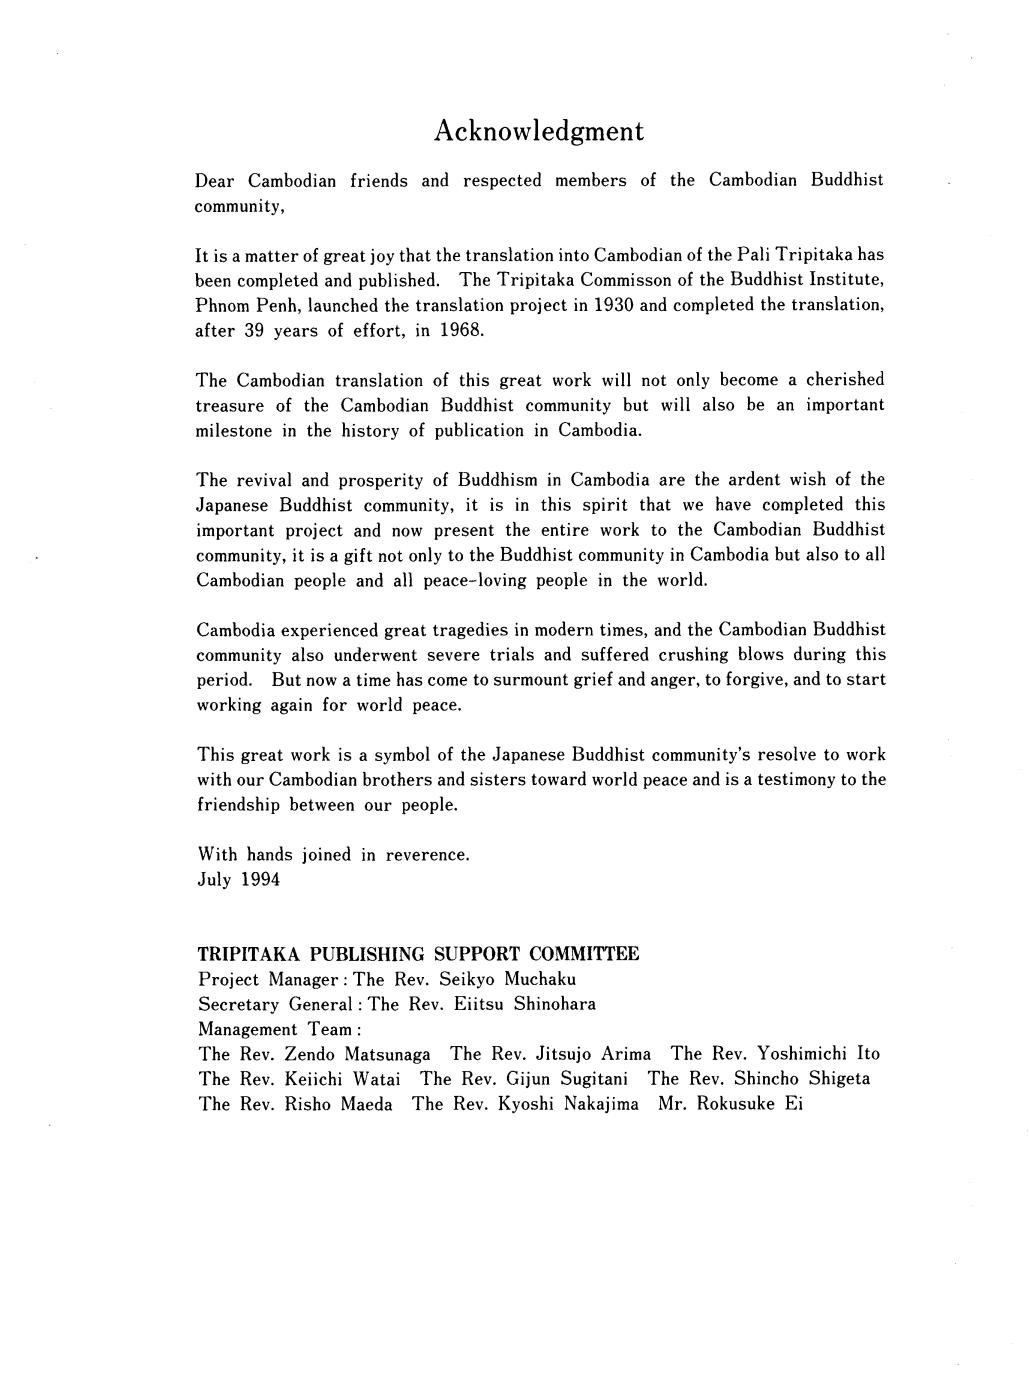 Acknowledgment
Dear Cambodian friends and respected members of the Cambodian Buddhist
community,
It is a matter of great joy that the translation into Cambodian of the Pali Tripitaka has
been completed and published. The Tripitaka Commisson of the Buddhist Institute,
Phnom Penh, launched the translation project in 1930 and completed the translation,
after 39 years of effort, in 1968.
The Cambodian translation of this great work will not only become a cherished
treasure of the Cambodian Buddhist community but will also be an important
milestone in the history of publication in Cambodia.
The revival and prosperity of Buddhism in Cambodia are the ardent wish of the
Japanese Buddhist community, it is in this spirit that we have completed this
important project and now present the entire work to the Cambodian Buddhist
community, it is a gift not only to the Buddhist community in Cambodia but also to all
Cambodian people and all peace-loving people in the world.
Cambodia experienced great tragedies in modern times, and the Cambodian Buddhist
community also underwent severe trials and suffered crushing blows during this
period. But now a time has come to surmount grief and anger, to forgive, and to start
working again for world peace.
This great work is a symbol of the Japanese Buddhist community's resolve to work
with our Cambodian brothers and sisters toward world peace and is a testimony to the
friendship between our people.
With hands joined in reverence.
July 1994
TRIPITAKA PUBLISHING SUPPORT COMMITTEE
Project Manager : The Rev. Seikyo Muchaku
Secretary General : The Rev. Eiitsu Shinohara
Management Team :
The Rev. Zendo Matsunaga The Rev. Jitsujo Arima The Rev. Yoshimichi Ito
The Rev. Keiichi Watai The Rev. Gijun Sugitani The Rev. Shincho Shigeta
The Rev. Risho Maeda The Rev. Kyoshi Nakajima Mr. Rokusuke Ei